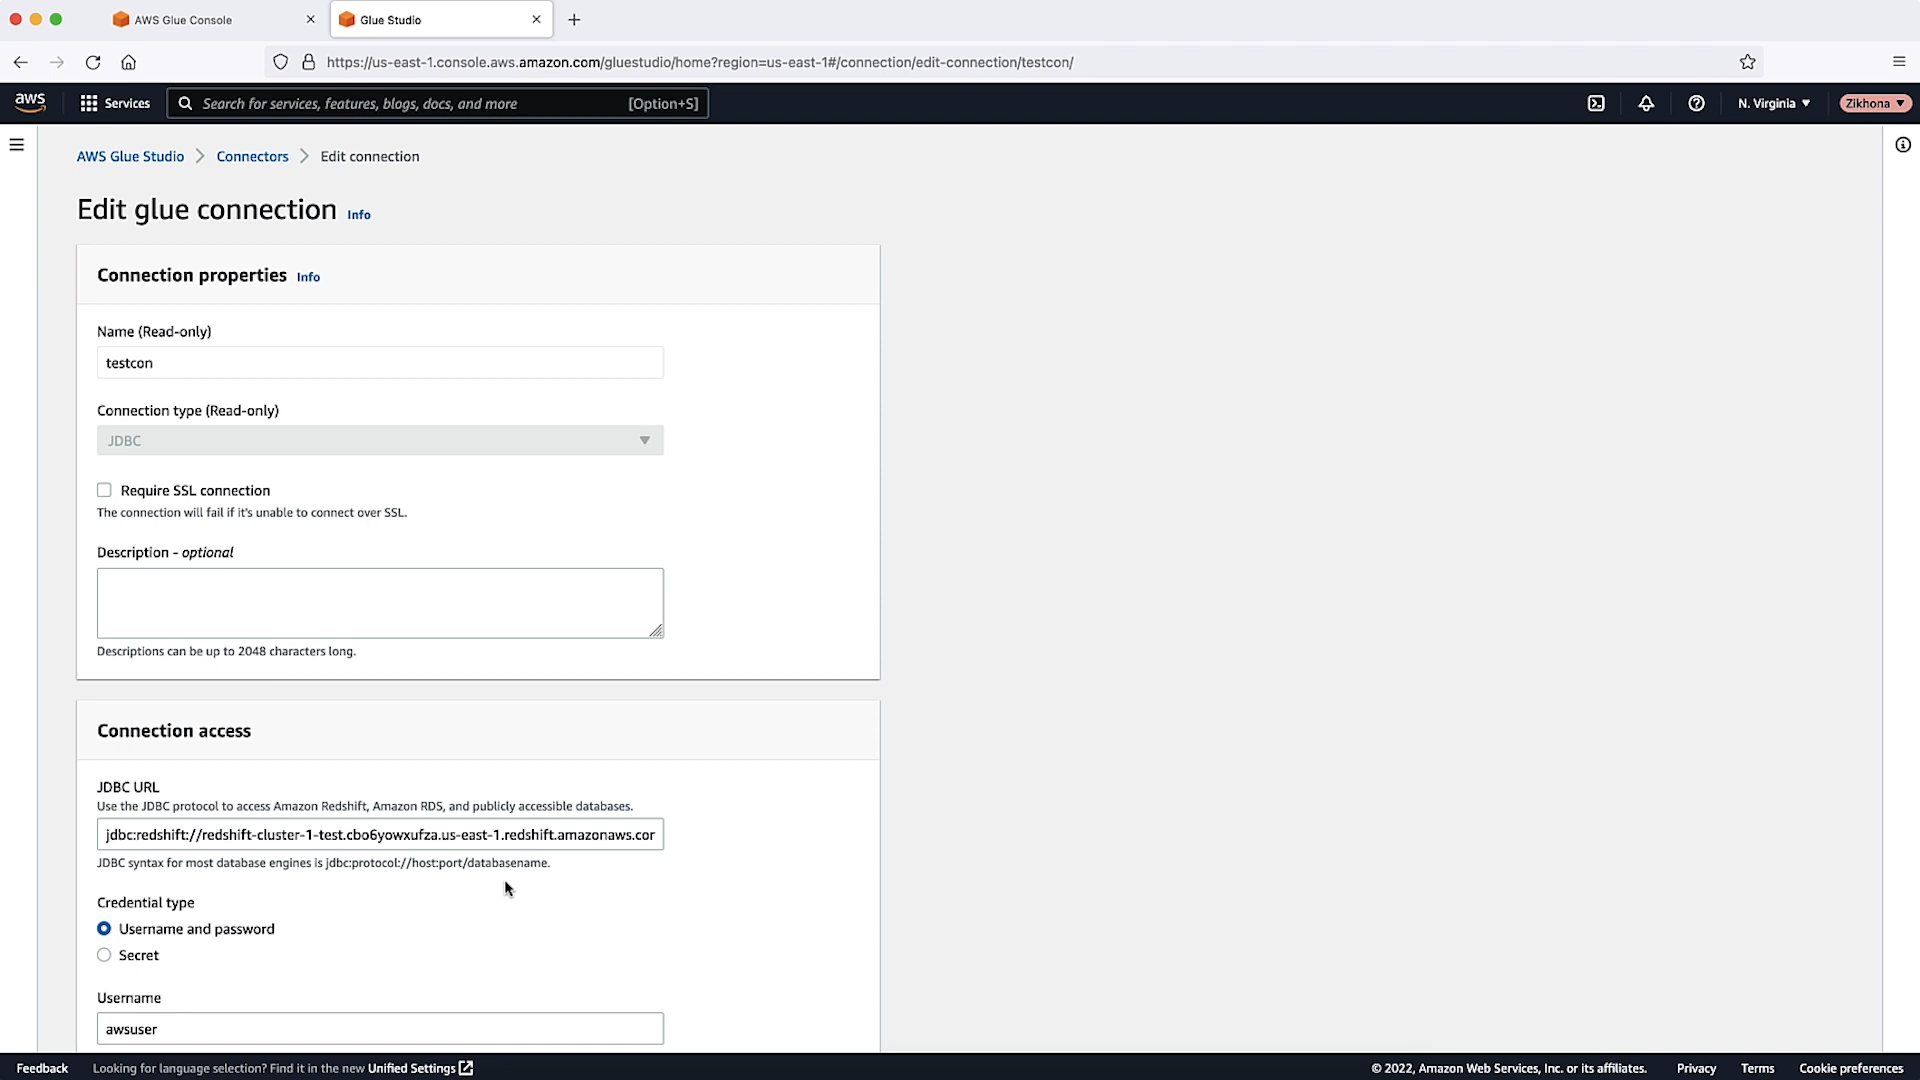 AWS Glue Console
Glue Studio
https://us-east-1.console.aws.amazon.com/gluestudio/home?region=us-east-1#/connection/edit-connection/testcon/
aws
Services
Search for services, features, blogs, docs, and more
[Option+S]
N. Virginia
Zikhona
AWS Glue Studio
Connectors
Edit connection
Edit glue connection Info
Connection properties Info
Name (Read-only)
testcon
Connection type (Read-only)
JDBC
Require SSL connection
The connection will fail if it's unable to connect over SSL.
Description - optional
Descriptions can be up to 2048 characters long.
Connection access
JDBC URL
Use the JDBC protocol to access Amazon Redshift, Amazon RDS, and publicly accessible databases.
jdbc:redshift://redshift-cluster-1-test.cbo6yowxufza.us-east-1.redshift.amazonaws.cor
JDBC syntax for most database engines is jdbc:protocol://host:port/databasename.
Credential type
Username and password
Secret
Username
awsuser
Feedback
Looking for language selection? Find it in the new Unified Settings
© 2022, Amazon Web Services, Inc. or its affiliates.
Privacy
Terms
Cookie preferences